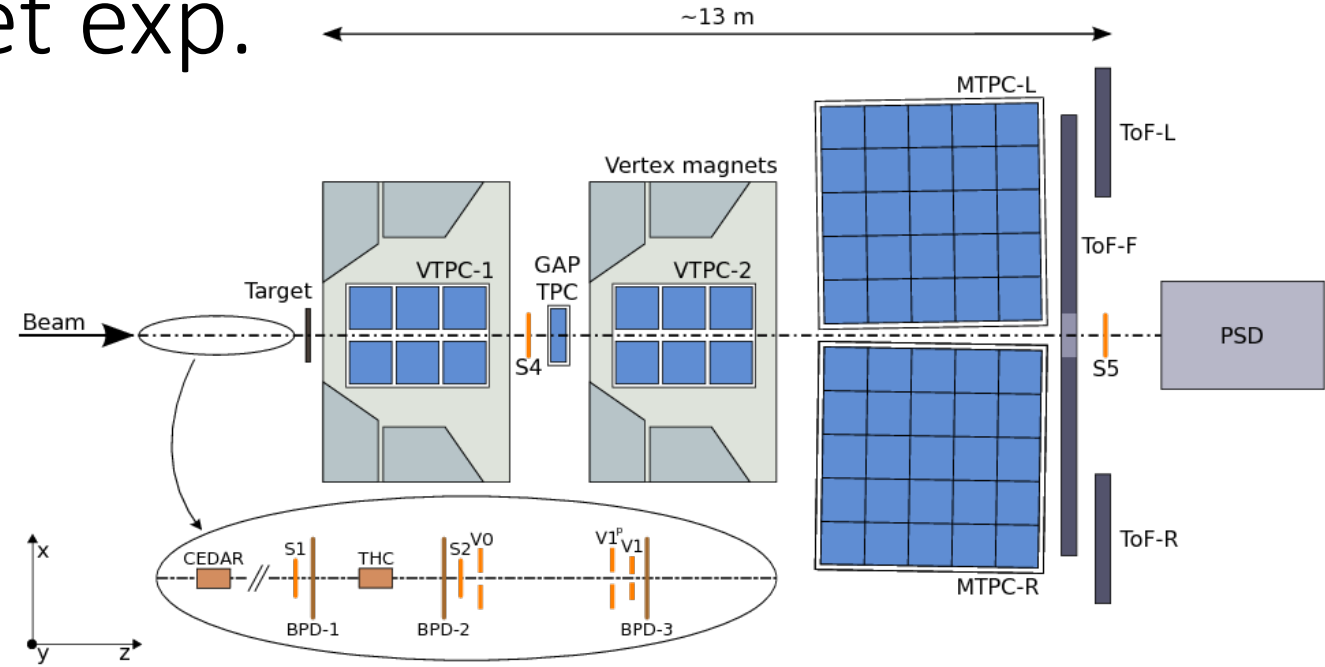 et exp.
~13 m
MTPC-L
ToF-L
Vertex magnets
ToF-F
VTPC-1
GAP
TPC
VTPC-2
Target
Beam
PSD
S4
S5
ToF-R
MTPC-R
x
y
z
CEDAR
S1
BPD-1
THC
BPD-2
S2
V0
V1ᵖ
V1
BPD-3